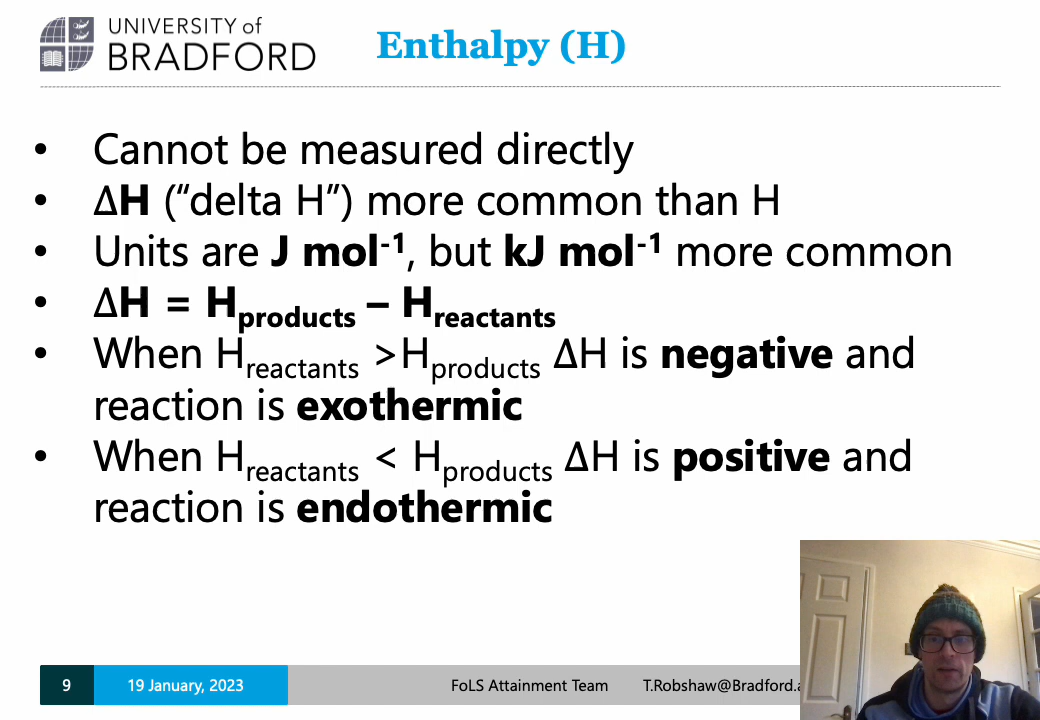 UNIVERSITY of
BRADFORD
Enthalpy (H)
• Cannot be measured directly
• ΔH (“delta H”) more common than H
• Units are J mol⁻¹, but kJ mol⁻¹ more common
• ΔH = Hproducts – Hreactants
• When Hreactants >Hproducts ΔH is negative and
reaction is exothermic
• When Hreactants < Hproducts ΔH is positive and
reaction is endothermic
9 19 January, 2023 FoLS Attainment Team T.Robshaw@Bradford.a